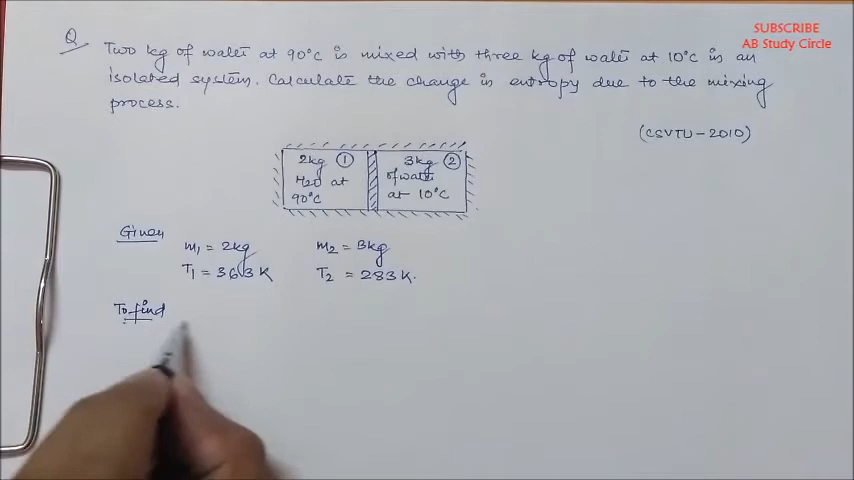 SUBSCRIBE
AB Study Circle
Q
Two kg of water at 90°C is mixed with three kg of water at 10°C in an
isolated system. Calculate the change in entropy due to the mixing
process.
(CSVTU-2010)
2kg ①
H2O at
90°C
3kg ②
of water
at 10°C
Given
m1 = 2kg
m2 = 3kg
T1 = 363 K
T2 = 283 K.
To find